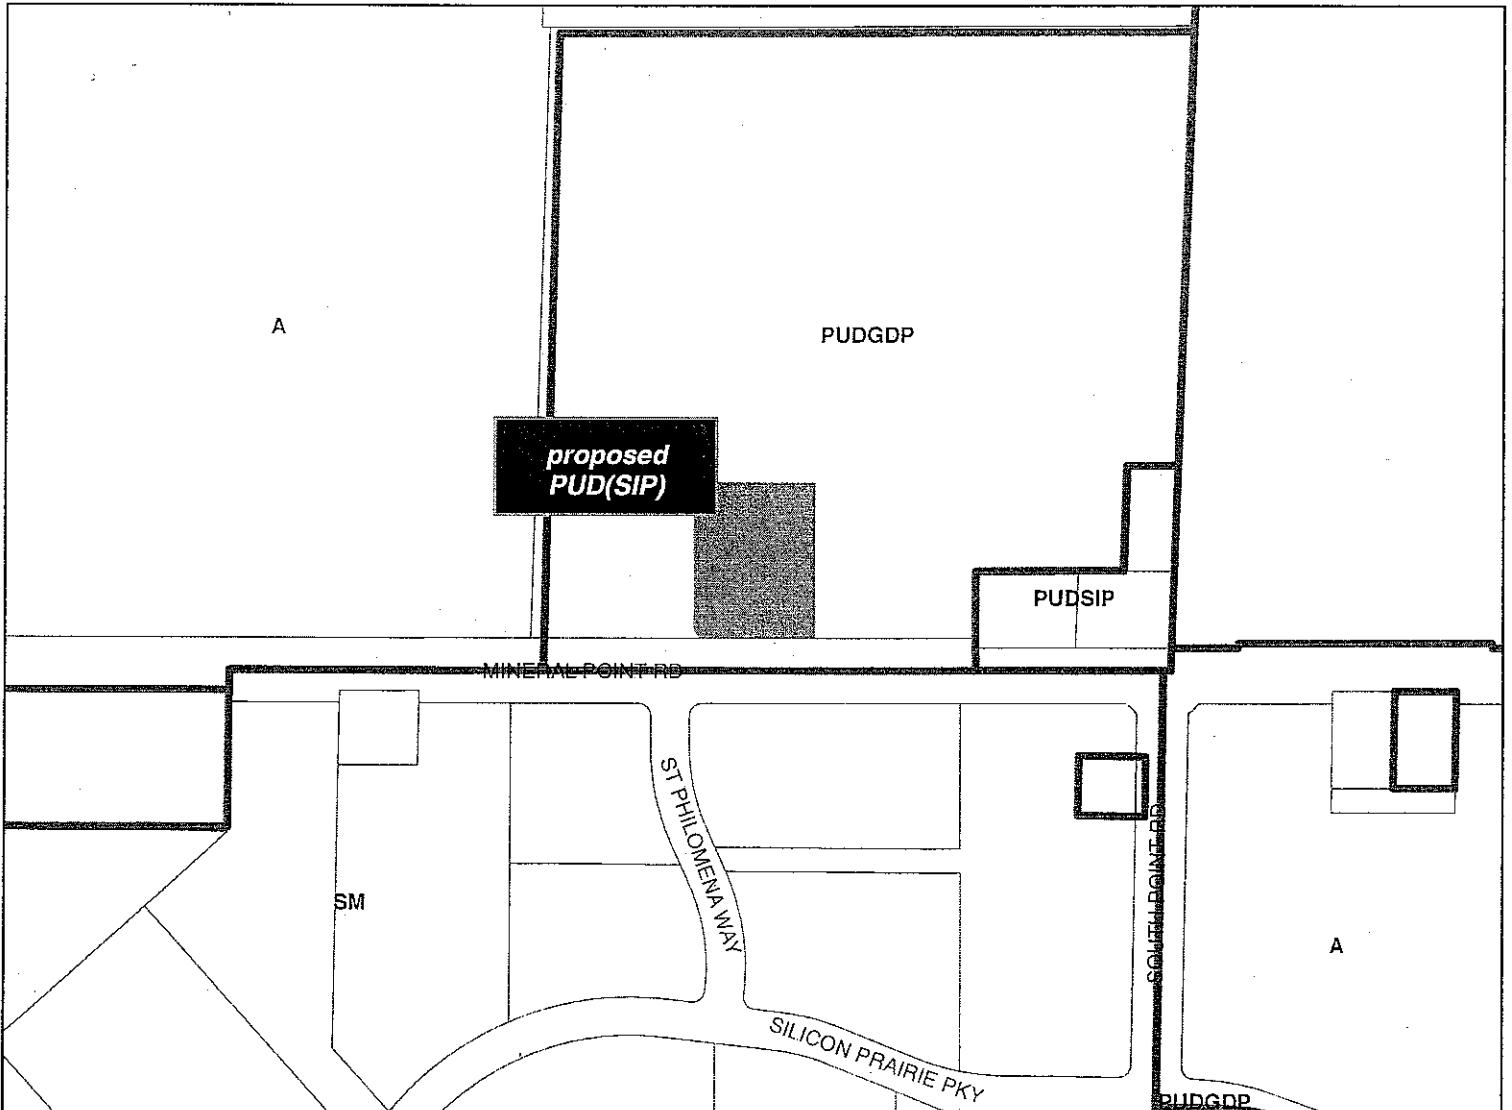 A
PUDGDP
proposed
PUD(SIP)
PUDSIP
MINERAL POINT RD
ST PHILOMENA WAY
SOUTH POINT RD
SM
A
SILICON PRAIRIE PKY
PUDGDP